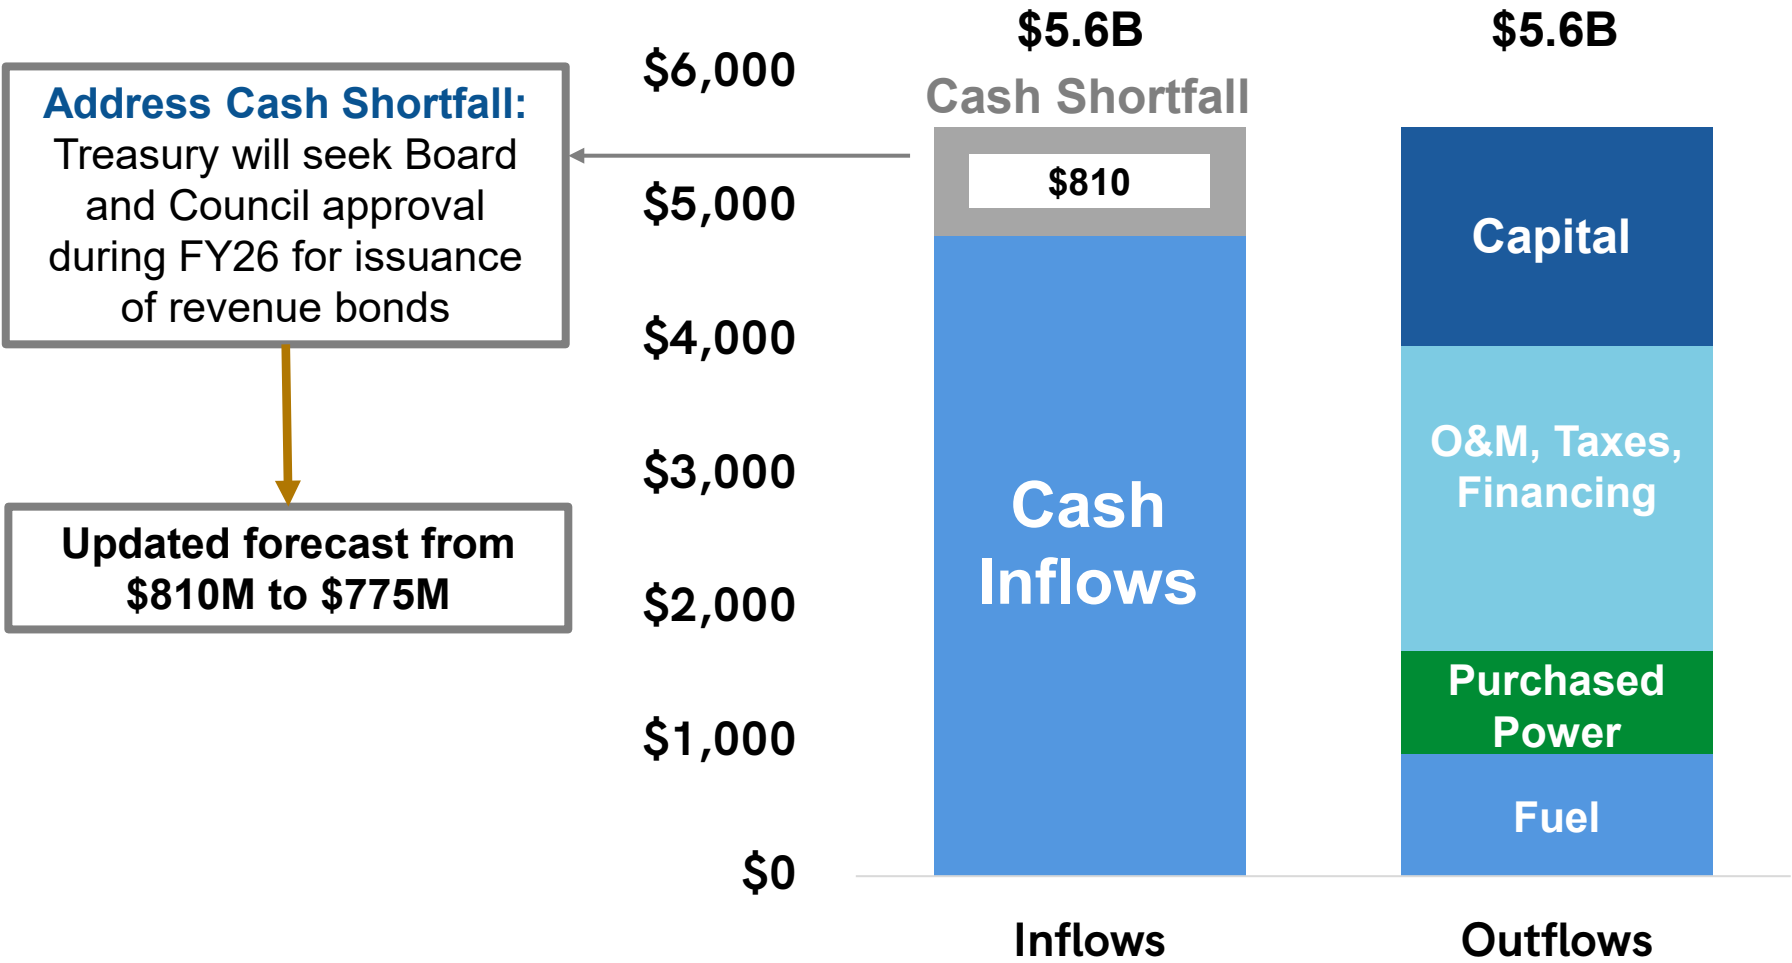 Address Cash Shortfall:
Treasury will seek Board
and Council approval
during FY26 for issuance
of revenue bonds
Updated forecast from
$810M to $775M
$6,000
$5,000
$4,000
$3,000
$2,000
$1,000
$0
$5.6B
Cash Shortfall
$810
Cash
Inflows
Inflows
$5.6B
Capital
O&M, Taxes,
Financing
Purchased
Power
Fuel
Outflows